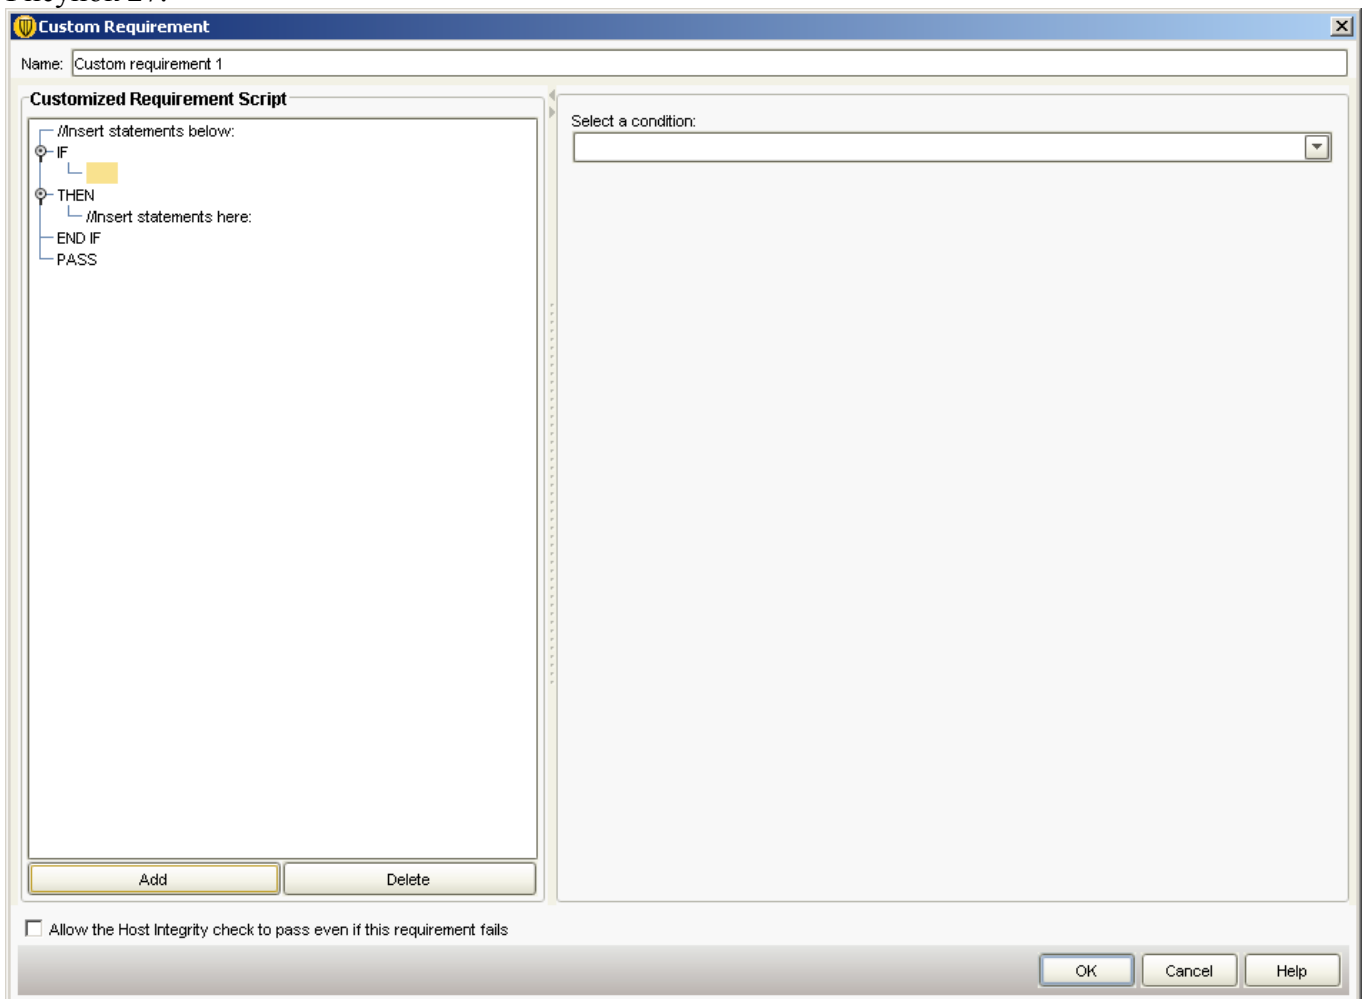 Рисунок 27.
Custom Requirement
Name: Custom requirement 1
Customized Requirement Script
//Insert statements below:
IF
THEN
//Insert statements here:
END IF
PASS
Add
Delete
Select a condition:
Allow the Host Integrity check to pass even if this requirement fails
OK
Cancel
Help